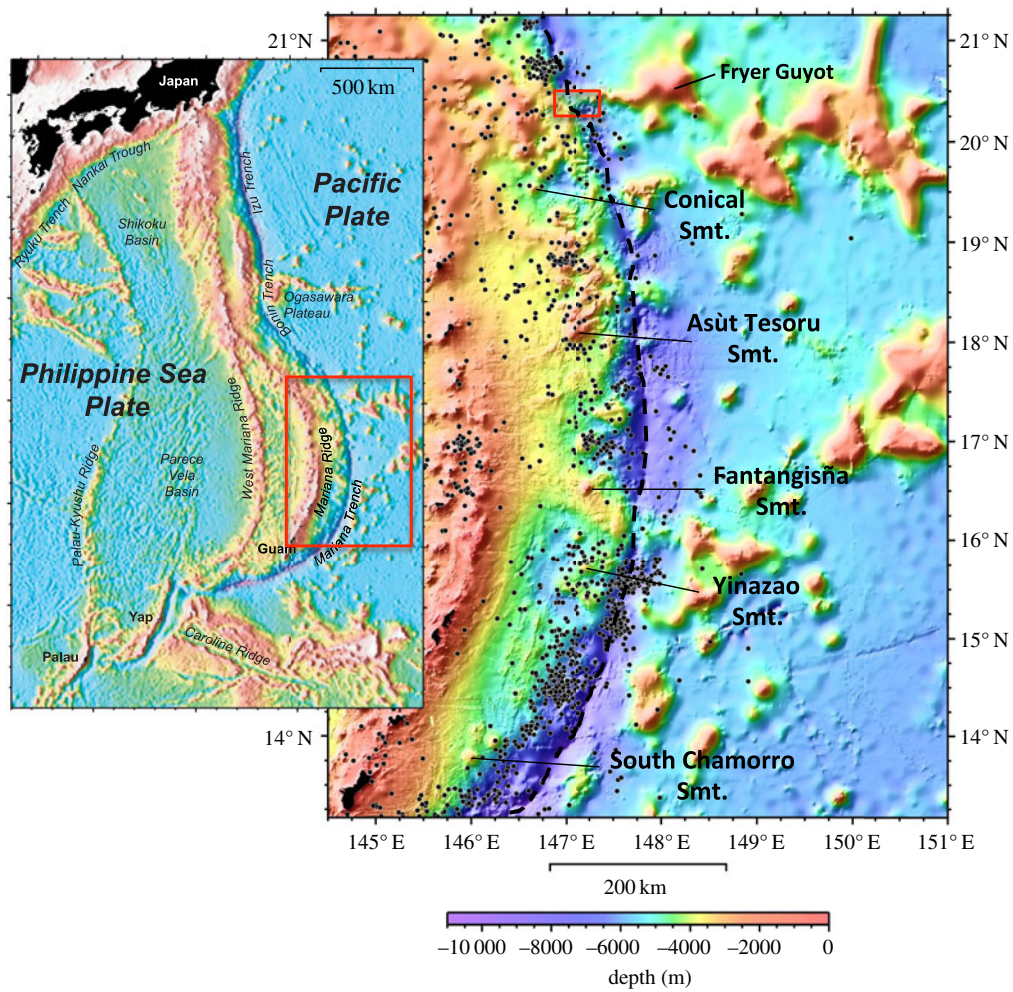 21° N
21° N
Fryer Guyot
20° N
Conical
Smt.
19° N
Asùt Tesoru
Smt.
18° N
17° N
Fantangisña
Smt.
16° N
Yinazao
Smt.
15° N
14° N
14° N
South Chamorro
Smt.
145° E
146° E
147° E
148° E
149° E
150° E
151° E
200 km
–10 000
–8000
–6000
–4000
–2000
0
depth (m)
Japan
500 km
Nankai Trough
Izu Trench
Pacific
Plate
Ryuku Trench
Shikoku
Basin
Bonin Trench
Ogasawara
Plateau
Philippine Sea
Plate
West Mariana Ridge
Mariana Ridge
Palau-Kyushu Ridge
Parece
Vela
Basin
Mariana Trench
Guam
Yap
Caroline Ridge
Palau